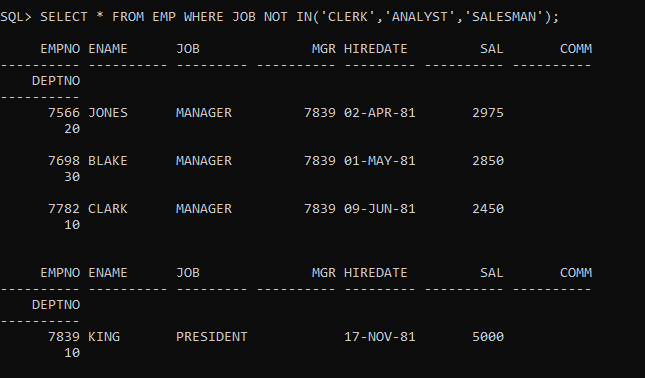 SQL> SELECT * FROM EMP WHERE JOB NOT IN('CLERK','ANALYST','SALESMAN');
     EMPNO ENAME      JOB              MGR HIREDATE         SAL       COMM
---------- ---------- --------- ---------- --------- ---------- ----------
    DEPTNO
----------
      7566 JONES      MANAGER         7839 02-APR-81       2975
        20
      7698 BLAKE      MANAGER         7839 01-MAY-81       2850
        30
      7782 CLARK      MANAGER         7839 09-JUN-81       2450
        10
     EMPNO ENAME      JOB              MGR HIREDATE         SAL       COMM
---------- ---------- --------- ---------- --------- ---------- ----------
    DEPTNO
----------
      7839 KING       PRESIDENT            17-NOV-81       5000
        10